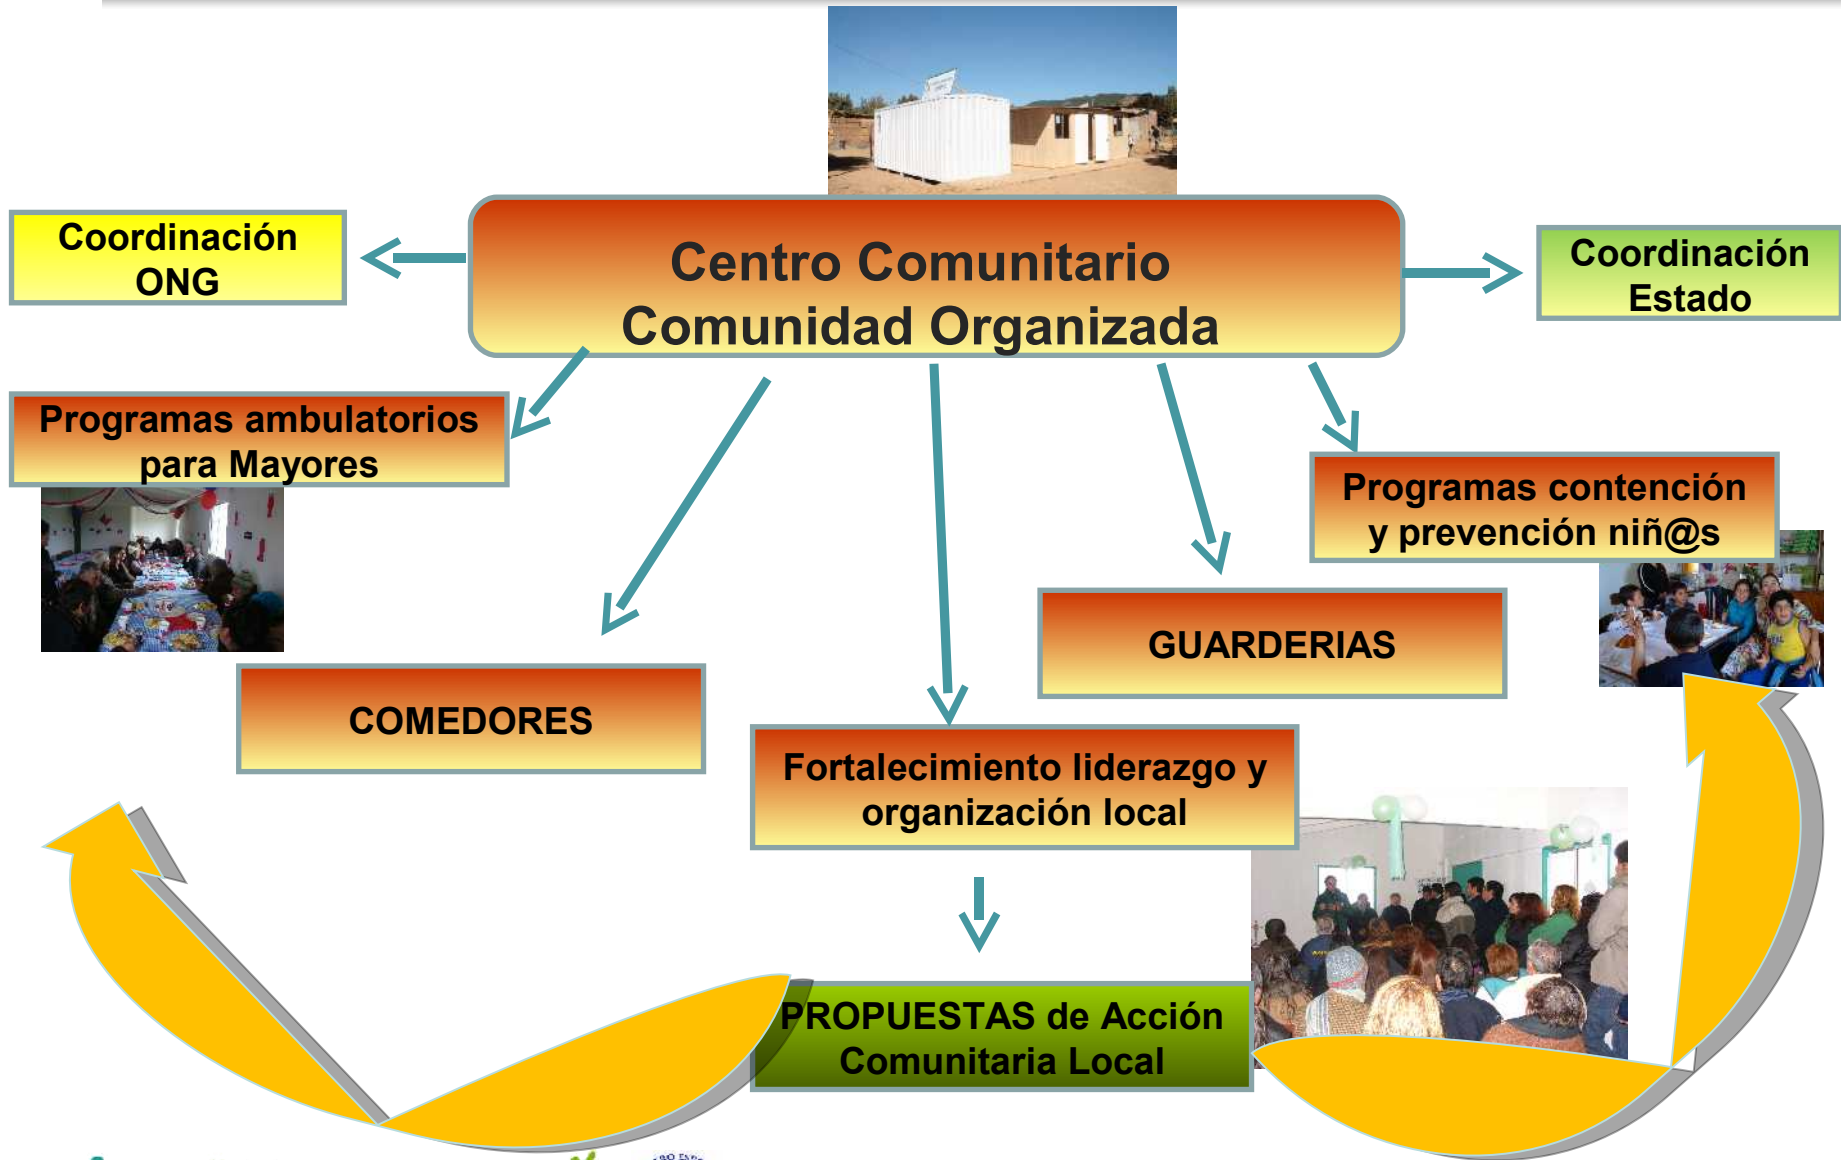 Centro Comunitario
Comunidad Organizada
Coordinación
ONG
Coordinación
Estado
Programas ambulatorios
para Mayores
Programas contención
y prevención niñ@s
GUARDERIAS
COMEDORES
Fortalecimiento liderazgo y
organización local
PROPUESTAS de Acción
Comunitaria Local